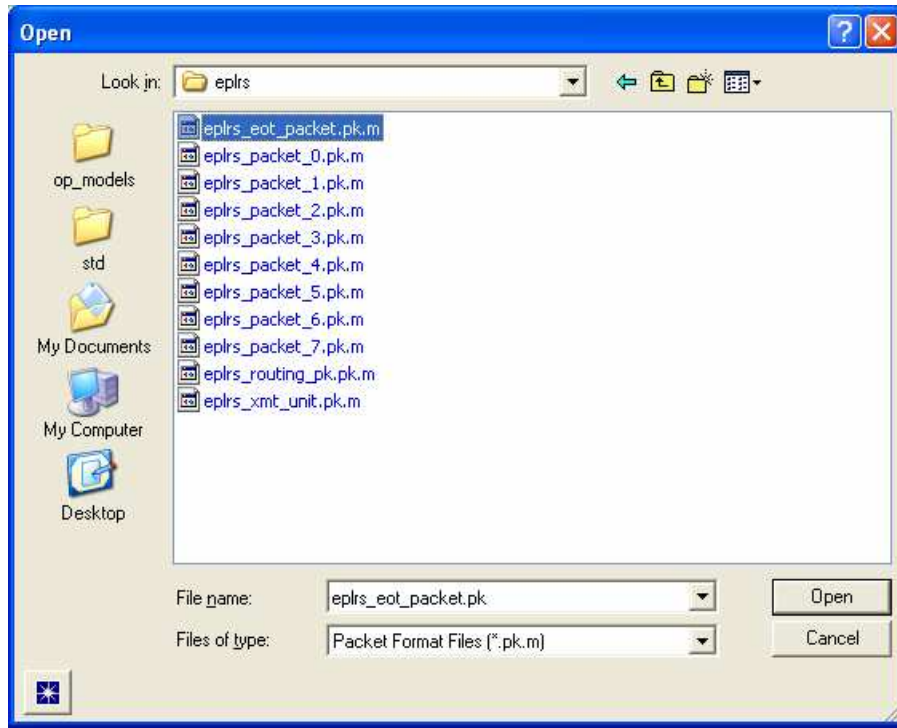 Open
Look in:
eplrs
op_models
std
My Documents
My Computer
Desktop
eplrs_eot_packet.pk.m
eplrs_packet_0.pk.m
eplrs_packet_1.pk.m
eplrs_packet_2.pk.m
eplrs_packet_3.pk.m
eplrs_packet_4.pk.m
eplrs_packet_5.pk.m
eplrs_packet_6.pk.m
eplrs_packet_7.pk.m
eplrs_routing_pk.pk.m
eplrs_xmt_unit.pk.m
File name:
eplrs_eot_packet.pk
Open
Files of type:
Packet Format Files (*.pk.m)
Cancel